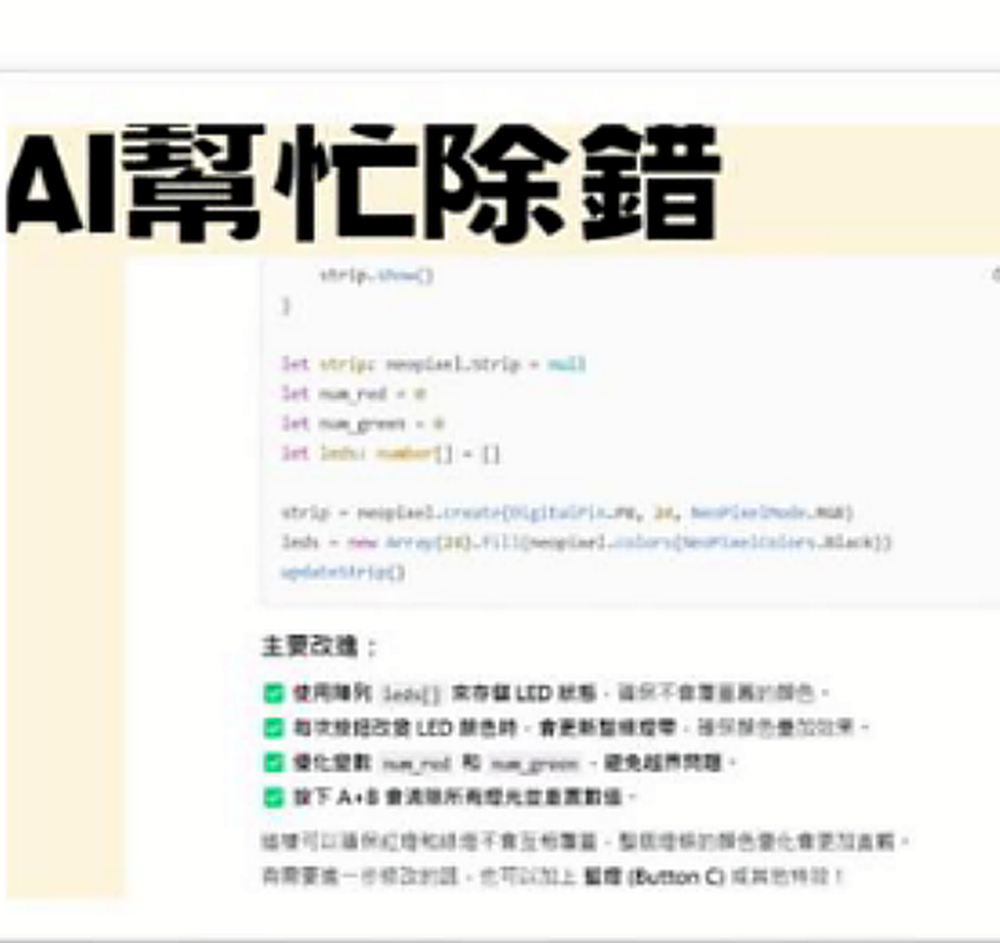 AI幫忙除錯
strip.show()
}
let strip: neopixel.Strip = null
let num_red = 0
let num_green = 0
let leds: number[] = []
strip = neopixel.create(DigitalPin.P0, NeoPixelMode.RGB)
leds = new Array().fill(neopixel.colors(NeoPixelColors.Black))
updateStrip()
主要改進：
✅ 使用陣列 leds[] 來存儲 LED 狀態，確保不會覆蓋舊的顏色。
✅ 每次按鈕改變 LED 顏色時，會更新整條燈帶，確保顏色疊加效果。
✅ 優化變數 num_red 和 num_green，避免越界問題。
✅ 按下 A+B 會清除所有燈光並重置數值。
這樣可以確保紅燈和綠燈不會互相覆蓋，整個燈條的顏色變化會更加直觀。
有需要進一步修改的話，也可以加上 藍燈 (Button C) 或其他特效！